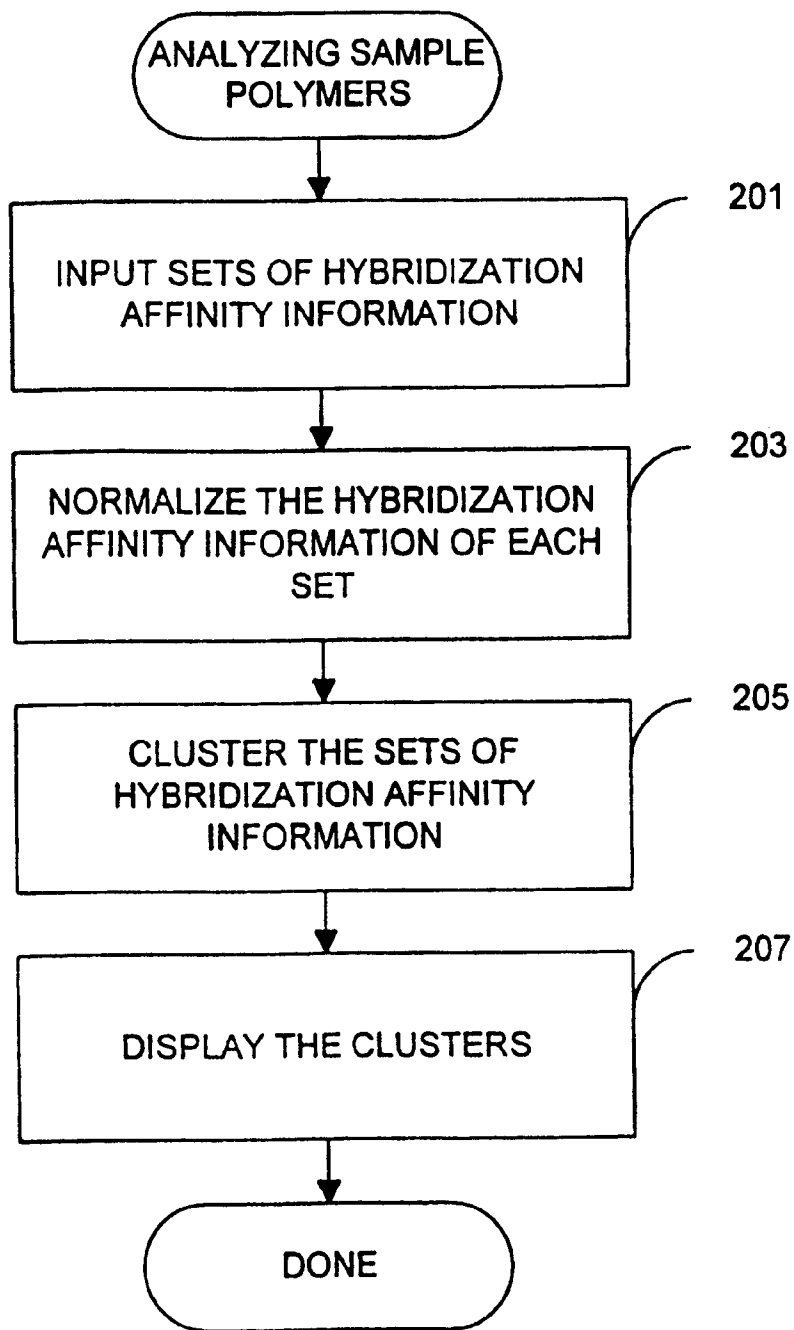 ANALYZING SAMPLE
POLYMERS
201
INPUT SETS OF HYBRIDIZATION
AFFINITY INFORMATION
203
NORMALIZE THE HYBRIDIZATION
AFFINITY INFORMATION OF EACH
SET
205
CLUSTER THE SETS OF
HYBRIDIZATION AFFINITY
INFORMATION
207
DISPLAY THE CLUSTERS
DONE